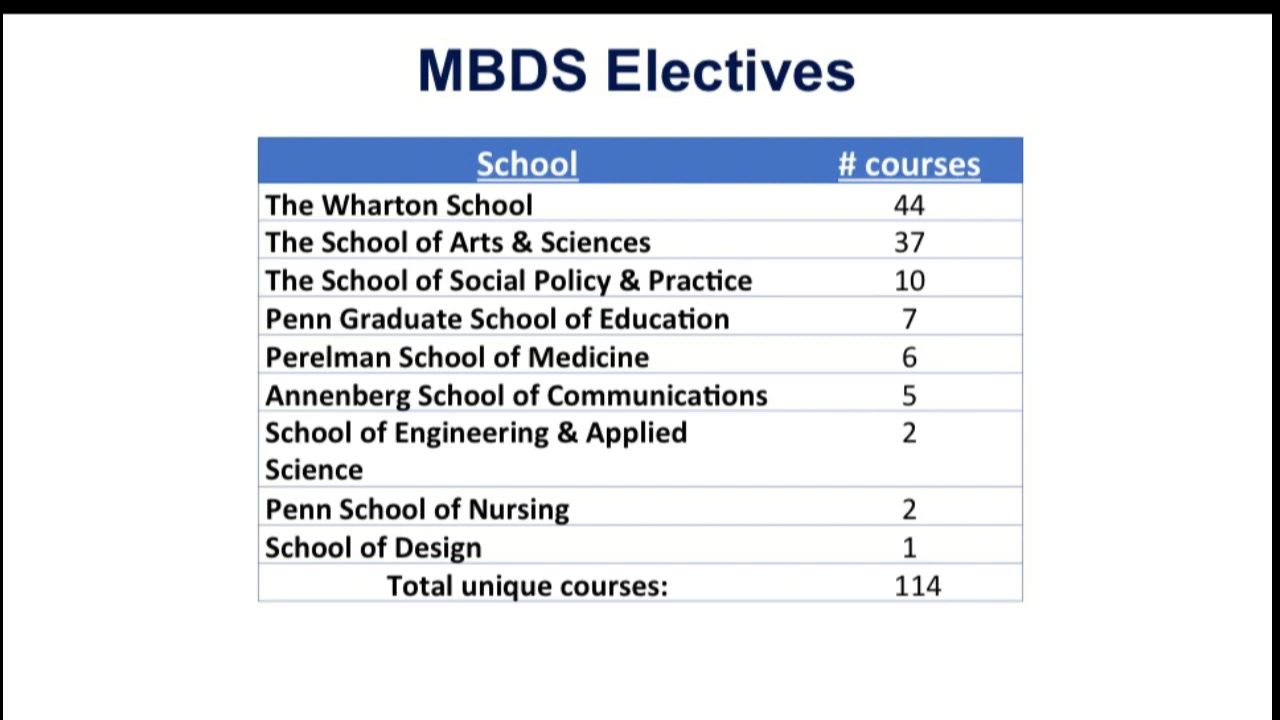 MBDS Electives
School # courses
The Wharton School 44
The School of Arts & Sciences 37
The School of Social Policy & Practice 10
Penn Graduate School of Education 7
Perelman School of Medicine 6
Annenberg School of Communications 5
School of Engineering & Applied 2
Science
Penn School of Nursing 2
School of Design 1
Total unique courses: 114